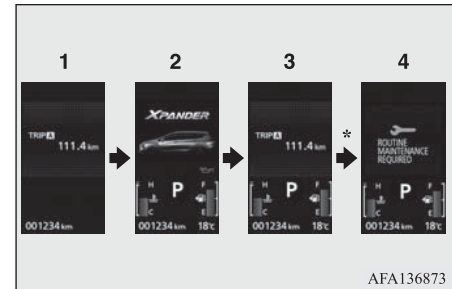 1 2 3 4
TRIP A
111.4 km
001234 km
XPANDER
H P F
C E
001234 km 18°C
TRIP A
111.4 km
H P F
C E
001234 km 18°C
*
ROUTINE
MAINTENANCE
REQUIRED
H P F
C E
001234 km 18°C
AFA136873